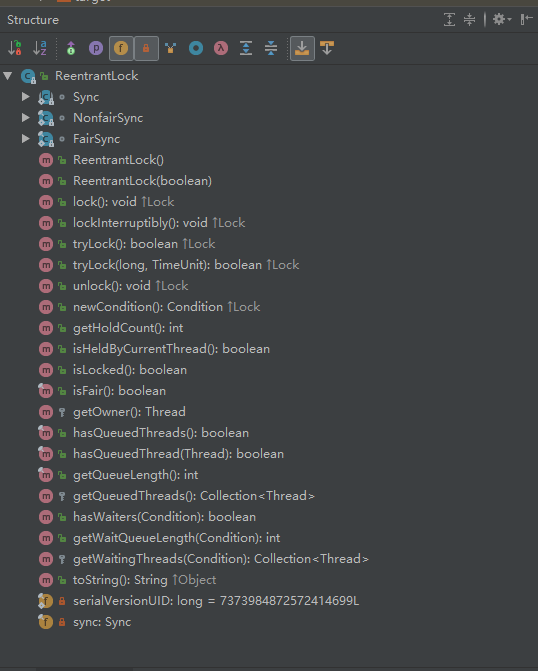 target
Structure
ReentrantLock
Sync
NonfairSync
FairSync
ReentrantLock()
ReentrantLock(boolean)
lock(): void ↑Lock
lockInterruptibly(): void ↑Lock
tryLock(): boolean ↑Lock
tryLock(long, TimeUnit): boolean ↑Lock
unlock(): void ↑Lock
newCondition(): Condition ↑Lock
getHoldCount(): int
isHeldByCurrentThread(): boolean
isLocked(): boolean
isFair(): boolean
getOwner(): Thread
hasQueuedThreads(): boolean
hasQueuedThread(Thread): boolean
getQueueLength(): int
getQueuedThreads(): Collection<Thread>
hasWaiters(Condition): boolean
getWaitQueueLength(Condition): int
getWaitingThreads(Condition): Collection<Thread>
toString(): String ↑Object
serialVersionUID: long = 7373984872572414699L
sync: Sync